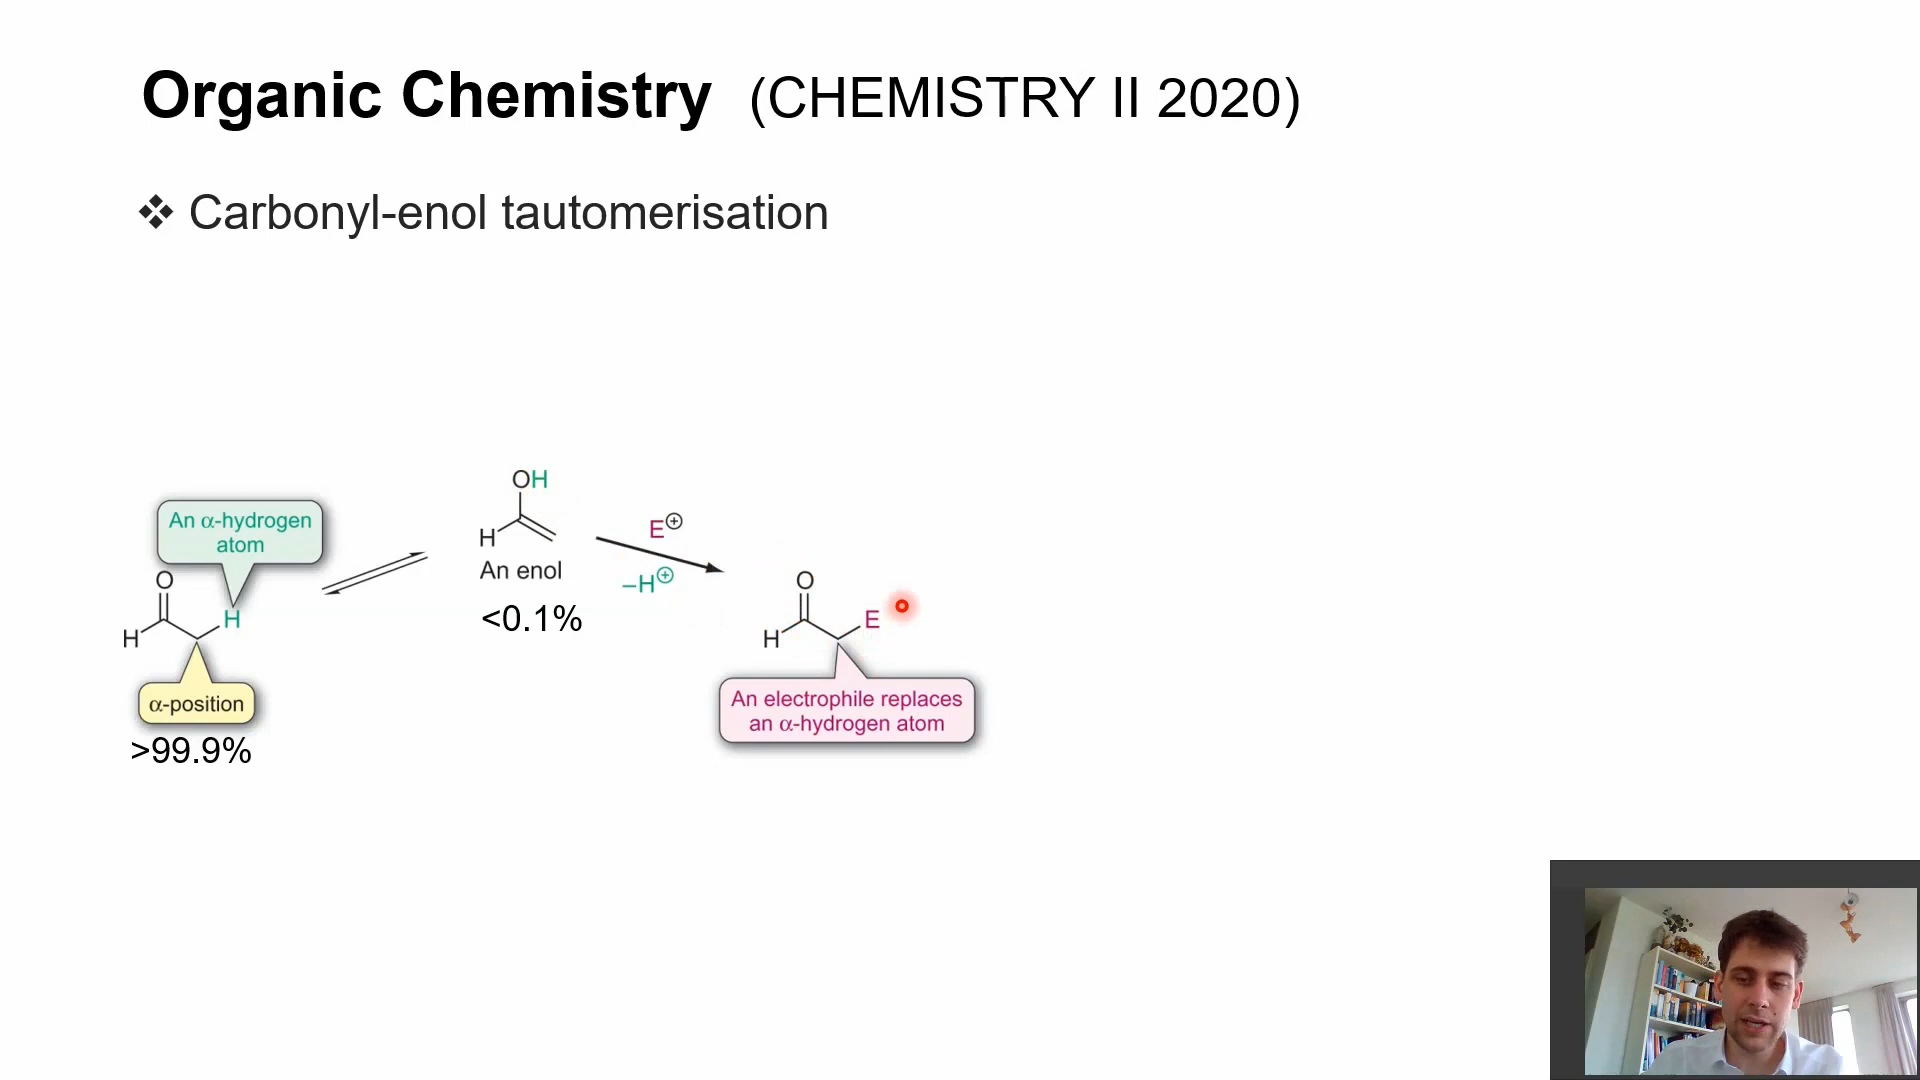 Organic Chemistry (CHEMISTRY II 2020)
❖ Carbonyl-enol tautomerisation
An α-hydrogen
atom
O
H
H
α-position
>99.9%
OH
H
An enol
<0.1%
E⊕
–H⊕
O
H
E
An electrophile replaces
an α-hydrogen atom